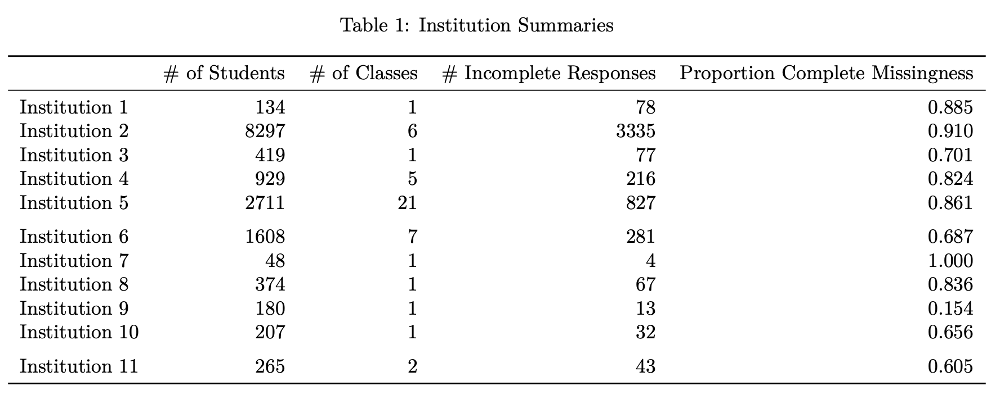 Table 1: Institution Summaries
# of Students # of Classes # Incomplete Responses Proportion Complete Missingness
Institution 1 134 1 78 0.885
Institution 2 8297 6 3335 0.910
Institution 3 419 1 77 0.701
Institution 4 929 5 216 0.824
Institution 5 2711 21 827 0.861
Institution 6 1608 7 281 0.687
Institution 7 48 1 4 1.000
Institution 8 374 1 67 0.836
Institution 9 180 1 13 0.154
Institution 10 207 1 32 0.656
Institution 11 265 2 43 0.605